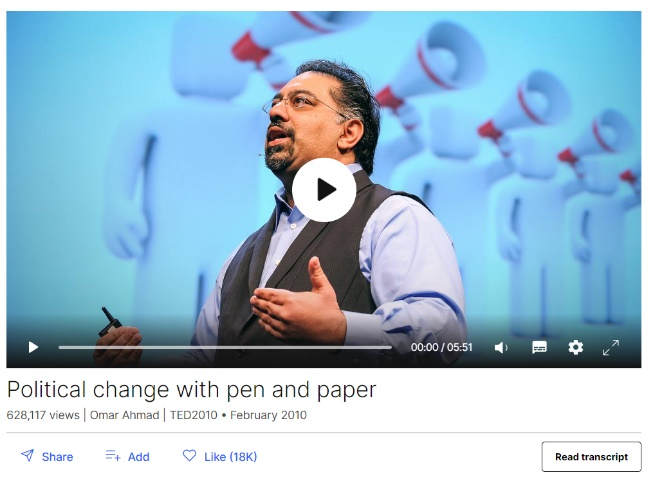 00:00 / 05:51
Political change with pen and paper
628,117 views | Omar Ahmad | TED2010 • February 2010
Share Add Like (18K) Read transcript